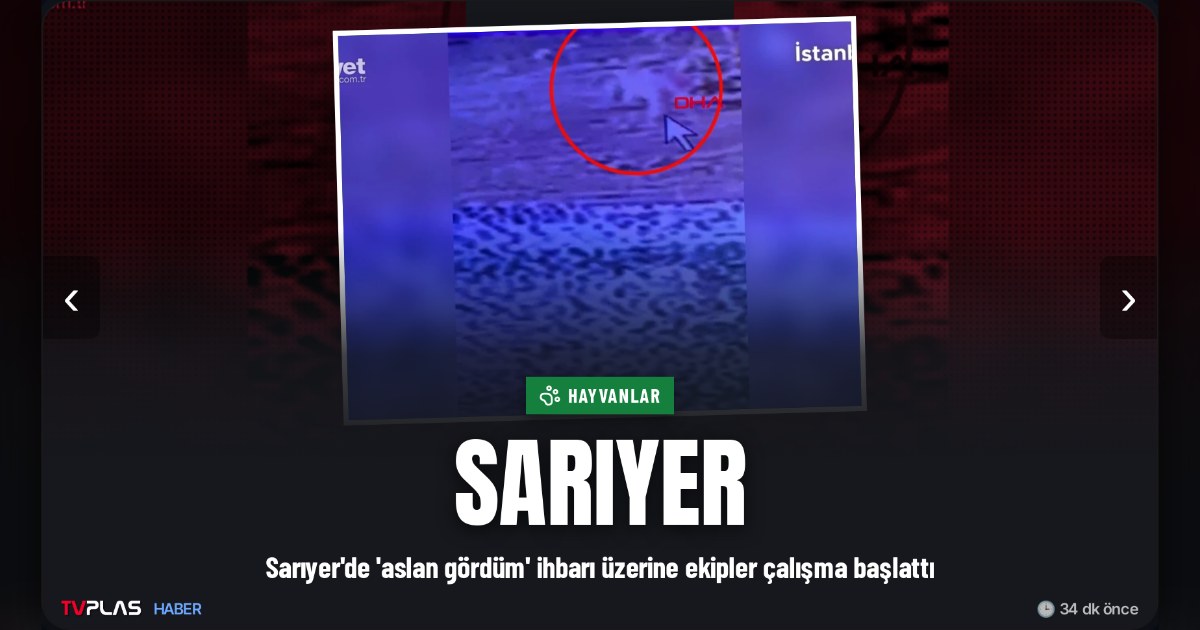 yet
com.tr
İstanl
DHA
HAYVANLAR
SARIYER
Sarıyer'de 'aslan gördüm' ihbarı üzerine ekipler çalışma başlattı
TVPLAS HABER
34 dk önce